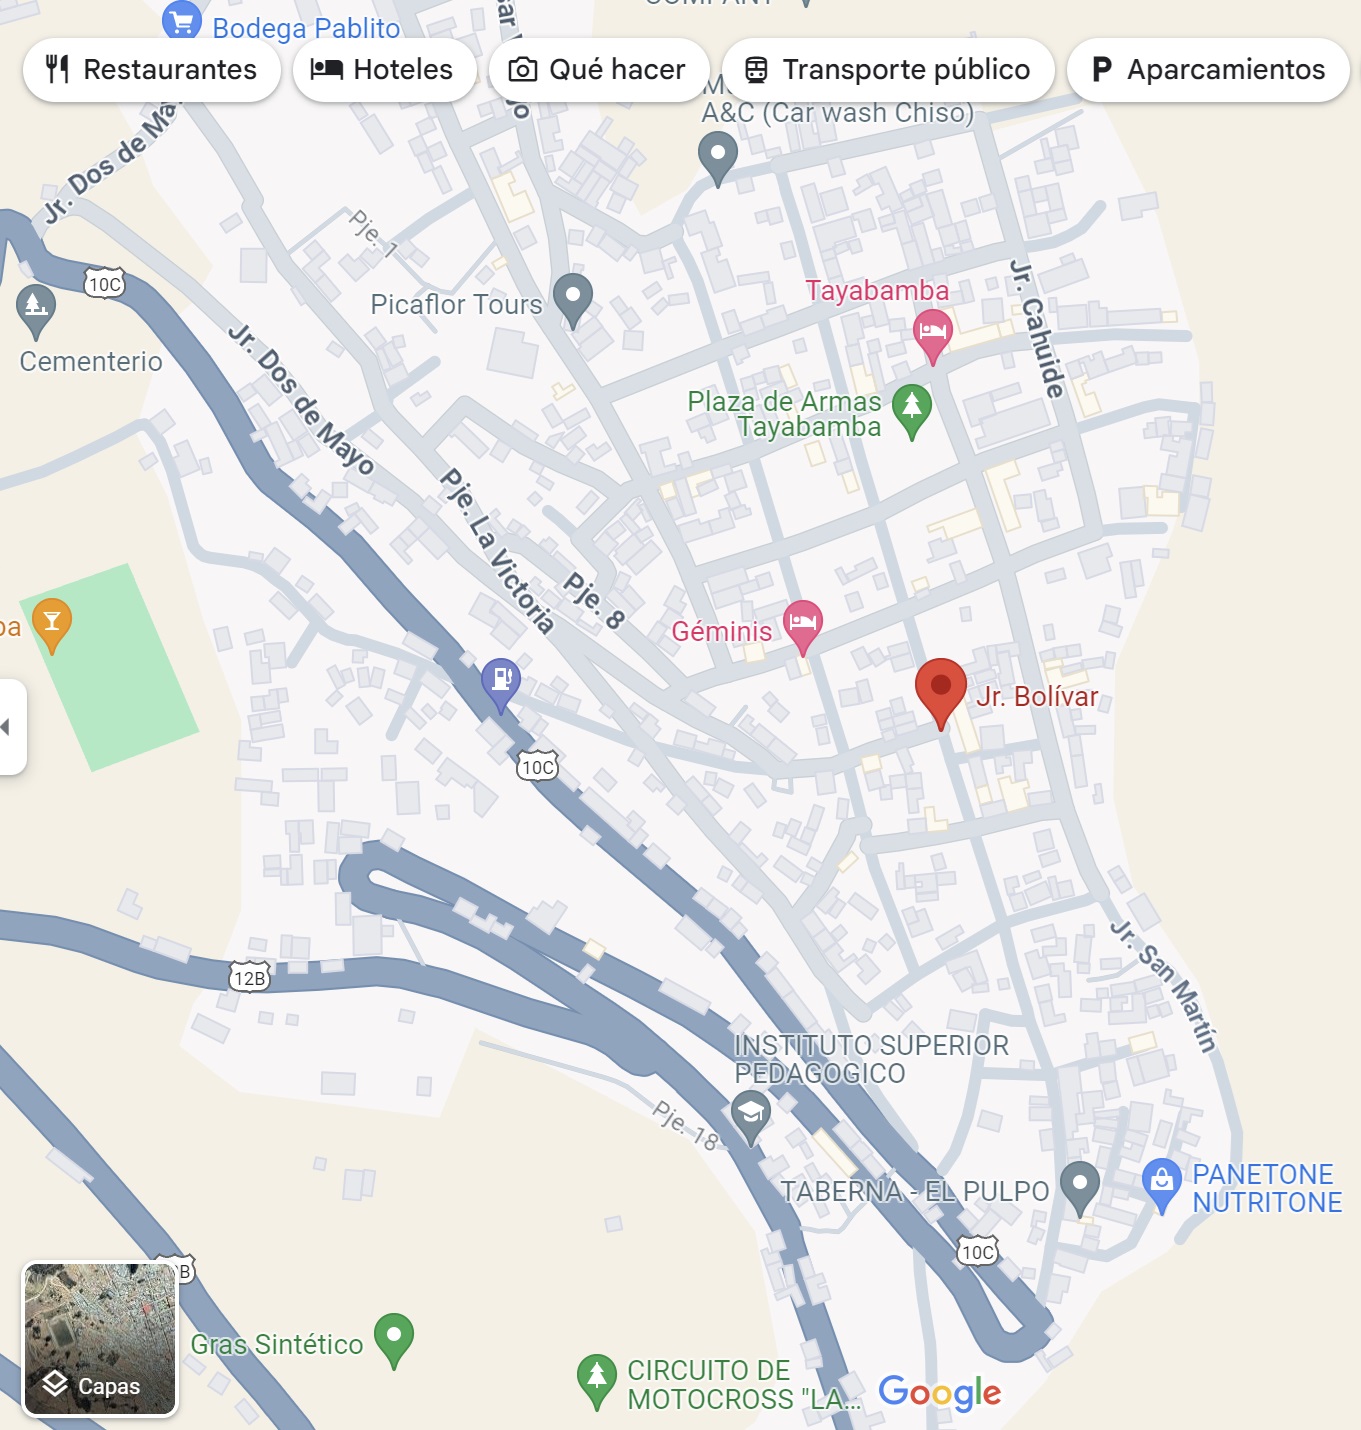 Bodega Pablito
Restaurantes
Hoteles
Qué hacer
Transporte público
Aparcamientos
A&C (Car wash Chiso)
Jr. Dos de Ma
Pje. 1
10C
Picaflor Tours
Tayabamba
Jr. Cahuide
Cementerio
Jr. Dos de Mayo
Plaza de Armas
Tayabamba
Pje. La Victoria
Pje. 8
Géminis
Jr. Bolívar
10C
12B
Jr. San Martín
INSTITUTO SUPERIOR
PEDAGOGICO
Pje. 18
TABERNA - EL PULPO
PANETONE
NUTRITONE
10C
Gras Sintético
Capas
CIRCUITO DE
MOTOCROSS "LA...
Google